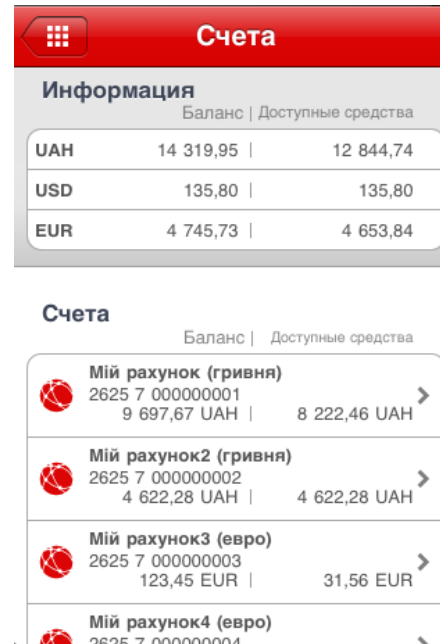 Счета
Информация
Баланс | Доступные средства
UAH 14 319,95 | 12 844,74
USD 135,80 | 135,80
EUR 4 745,73 | 4 653,84
Счета
Баланс | Доступные средства
Мій рахунок (гривня)
2625 7 000000001
9 697,67 UAH | 8 222,46 UAH
Мій рахунок2 (гривня)
2625 7 000000002
4 622,28 UAH | 4 622,28 UAH
Мій рахунок3 (евро)
2625 7 000000003
123,45 EUR | 31,56 EUR
Мій рахунок4 (евро)
2625 7 000000004